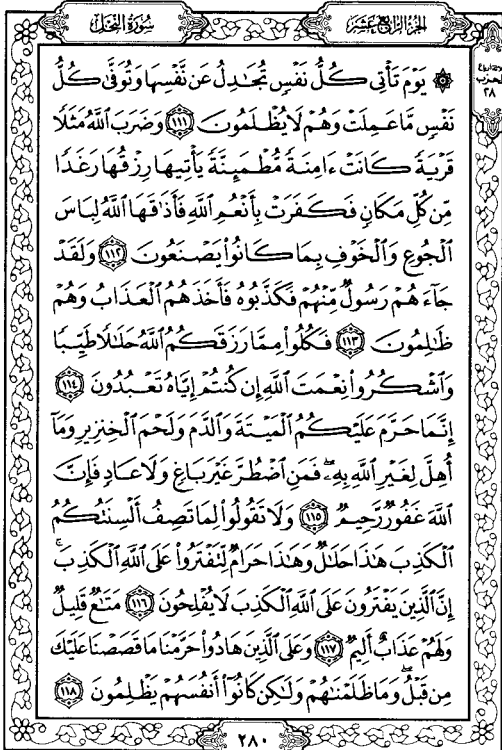 الجزء الرابع عشر
سورة النحل
۞ يَوْمَ تَأْتِى كُلُّ نَفْسٍ تُجَٰدِلُ عَن نَّفْسِهَا وَتُوَفَّىٰ كُلُّ
نَفْسٍ مَّا عَمِلَتْ وَهُمْ لَا يُظْلَمُونَ ١١١ وَضَرَبَ ٱللَّهُ مَثَلًا
قَرْيَةً كَانَتْ ءَامِنَةً مُّطْمَئِنَّةً يَأْتِيهَا رِزْقُهَا رَغَدًا
مِّن كُلِّ مَكَانٍ فَكَفَرَتْ بِأَنْعُمِ ٱللَّهِ فَأَذَٰقَهَا ٱللَّهُ لِبَاسَ
ٱلْجُوعِ وَٱلْخَوْفِ بِمَا كَانُوا۟ يَصْنَعُونَ ١١٢ وَلَقَدْ
جَآءَهُمْ رَسُولٌ مِّنْهُمْ فَكَذَّبُوهُ فَأَخَذَهُمُ ٱلْعَذَابُ وَهُمْ
ظَٰلِمُونَ ١١٣ فَكُلُوا۟ مِمَّا رَزَقَكُمُ ٱللَّهُ حَلَٰلًا طَيِّبًا
وَٱشْكُرُوا۟ نِعْمَتَ ٱللَّهِ إِن كُنتُمْ إِيَّاهُ تَعْبُدُونَ ١١٤
إِنَّمَا حَرَّمَ عَلَيْكُمُ ٱلْمَيْتَةَ وَٱلدَّمَ وَلَحْمَ ٱلْخِنزِيرِ وَمَآ
أُهِلَّ لِغَيْرِ ٱللَّهِ بِهِۦ فَمَنِ ٱضْطُرَّ غَيْرَ بَاغٍ وَلَا عَادٍ فَإِنَّ
ٱللَّهَ غَفُورٌ رَّحِيمٌ ١١٥ وَلَا تَقُولُوا۟ لِمَا تَصِفُ أَلْسِنَتُكُمُ
ٱلْكَذِبَ هَٰذَا حَلَٰلٌ وَهَٰذَا حَرَامٌ لِّتَفْتَرُوا۟ عَلَى ٱللَّهِ ٱلْكَذِبَ ۚ
إِنَّ ٱلَّذِينَ يَفْتَرُونَ عَلَى ٱللَّهِ ٱلْكَذِبَ لَا يُفْلِحُونَ ١١٦ مَتَٰعٌ قَلِيلٌ
وَلَهُمْ عَذَابٌ أَلِيمٌ ١١٧ وَعَلَى ٱلَّذِينَ هَادُوا۟ حَرَّمْنَا مَا قَصَصْنَا عَلَيْكَ
مِن قَبْلُ ۖ وَمَا ظَلَمْنَٰهُمْ وَلَٰكِن كَانُوٓا۟ أَنفُسَهُمْ يَظْلِمُونَ ١١٨
٢٨٠
الحزب
٢٨